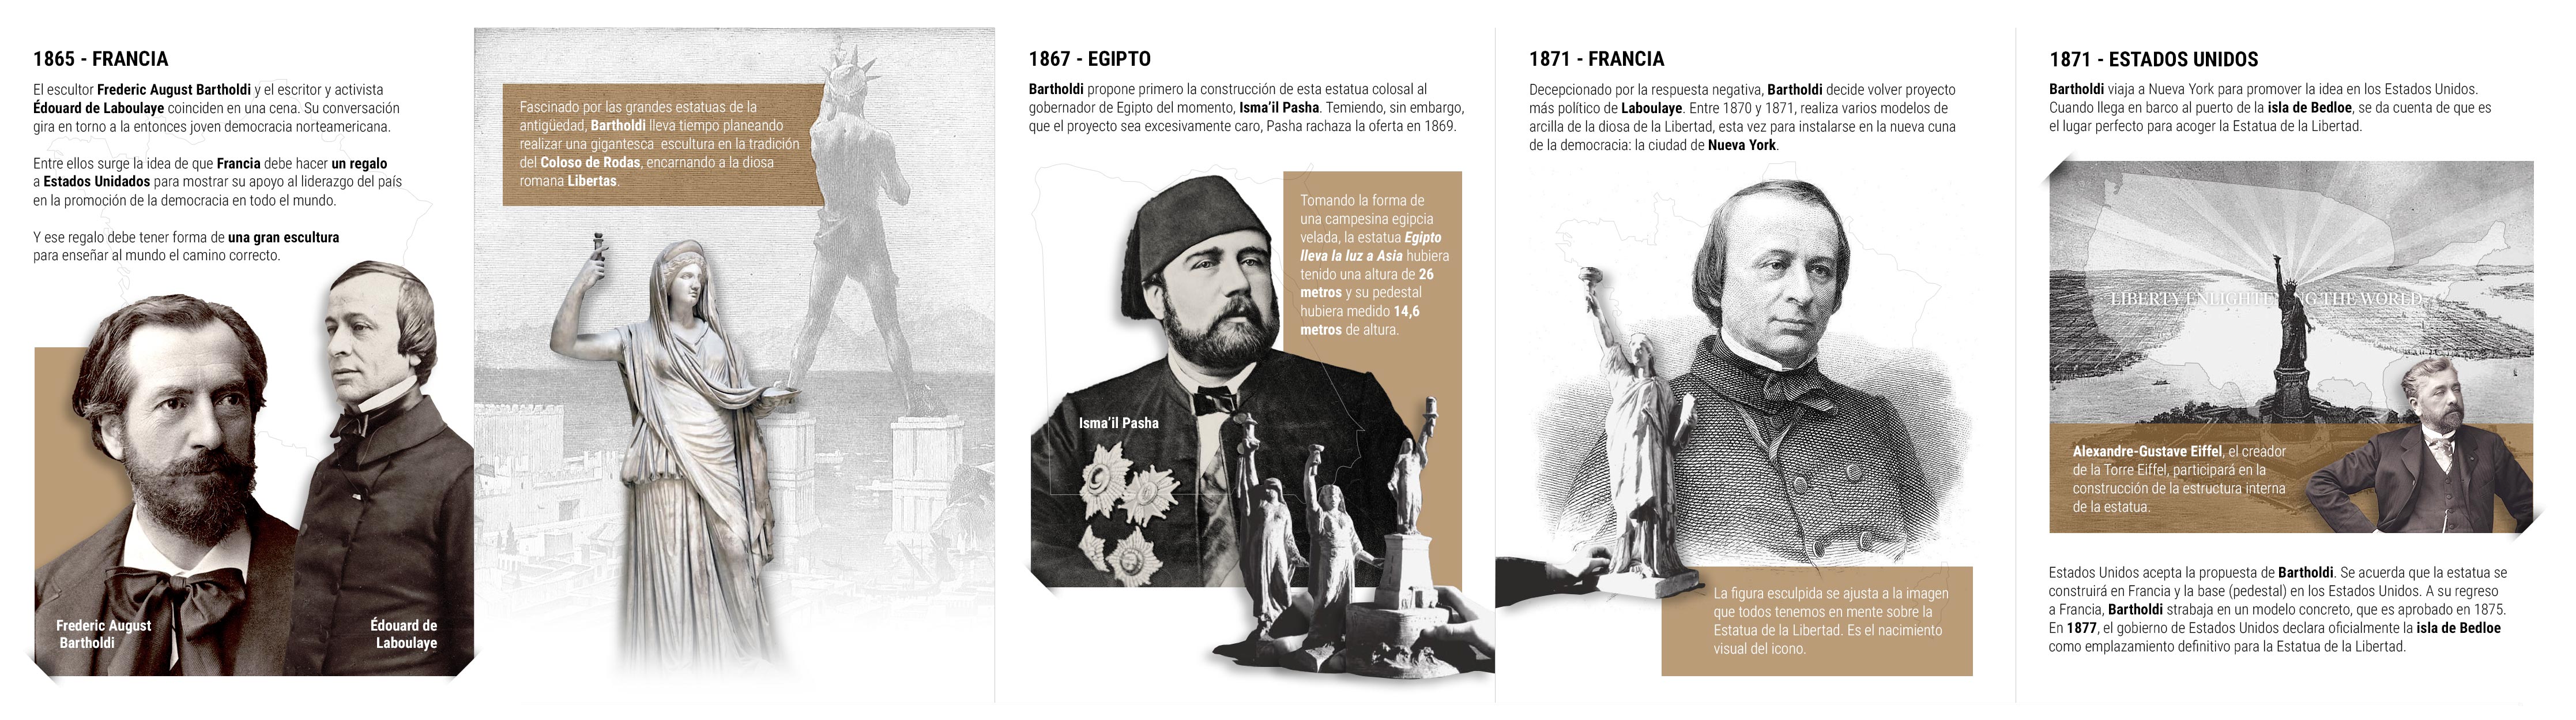 1865 - FRANCIA
El escultor Frederic August Bartholdi y el escritor y activista
Édouard de Laboulaye coinciden en una cena. Su conversación
gira en torno a la entonces joven democracia norteamericana.
Entre ellos surge la idea de que Francia debe hacer un regalo
a Estados Unidados para mostrar su apoyo al liderazgo del país
en la promoción de la democracia en todo el mundo.
Y ese regalo debe tener forma de una gran escultura
para enseñar al mundo el camino correcto.
Frederic August
Bartholdi
Édouard de
Laboulaye
Fascinado por las grandes estatuas de la
antigüedad, Bartholdi lleva tiempo planeando
realizar una gigantesca escultura en la tradición
del Coloso de Rodas, encarnando a la diosa
romana Libertas.
1867 - EGIPTO
Bartholdi propone primero la construcción de esta estatua colosal al
gobernador de Egipto del momento, Isma'il Pasha. Temiendo, sin embargo,
que el proyecto sea excesivamente caro, Pasha rachaza la oferta en 1869.
Tomando la forma de
una campesina egipcia
velada, la estatua Egipto
lleva la luz a Asia hubiera
tenido una altura de 26
metros y su pedestal
hubiera medido 14,6
metros de altura.
Isma'il Pasha
1871 - FRANCIA
Decepcionado por la respuesta negativa, Bartholdi decide volver proyecto
más político de Laboulaye. Entre 1870 y 1871, realiza varios modelos de
arcilla de la diosa de la Libertad, esta vez para instalarse en la nueva cuna
de la democracia: la ciudad de Nueva York.
La figura esculpida se ajusta a la imagen
que todos tenemos en mente sobre la
Estatua de la Libertad. Es el nacimiento
visual del icono.
1871 - ESTADOS UNIDOS
Bartholdi viaja a Nueva York para promover la idea en los Estados Unidos.
Cuando llega en barco al puerto de la isla de Bedloe, se da cuenta de que es
el lugar perfecto para acoger la Estatua de la Libertad.
LIBERTY ENLIGHTE NG THE WORLD
Alexandre-Gustave Eiffel, el creador
de la Torre Eiffel, participará en la
construcción de la estructura interna
de la estatua.
Estados Unidos acepta la propuesta de Bartholdi. Se acuerda que la estatua se
construirá en Francia y la base (pedestal) en los Estados Unidos. A su regreso
a Francia, Bartholdi strabaja en un modelo concreto, que es aprobado en 1875.
En 1877, el gobierno de Estados Unidos declara oficialmente la isla de Bedloe
como emplazamiento definitivo para la Estatua de la Libertad.